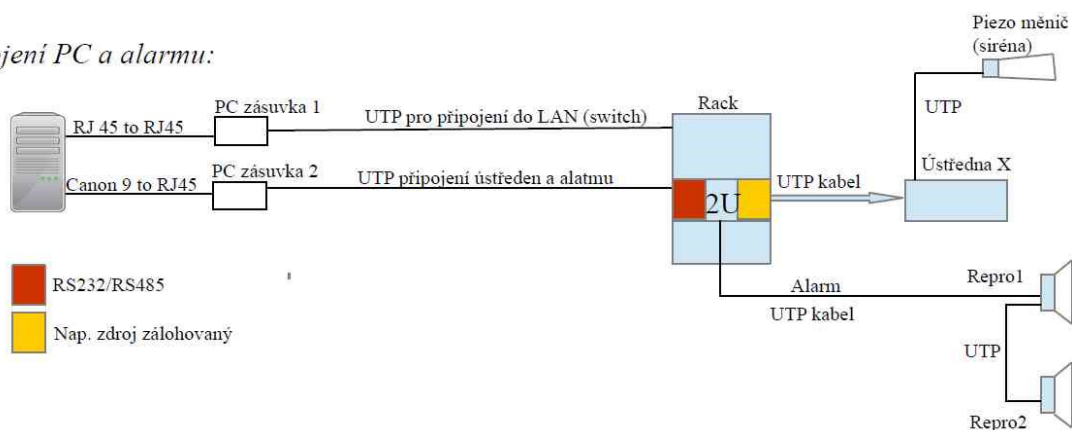 ojení PC a alarmu:
Piezo měnič
(siréna)
PC zásuvka 1
UTP pro připojení do LAN (switch)
Rack
UTP
RJ 45 to RJ45
PC zásuvka 2
Ústředna X
Canon 9 to RJ45
UTP připojení ústředen a alatmu
UTP kabel
2U
RS232/RS485
Alarm
Repro1
UTP kabel
Nap. zdroj zálohovaný
UTP
Repro2